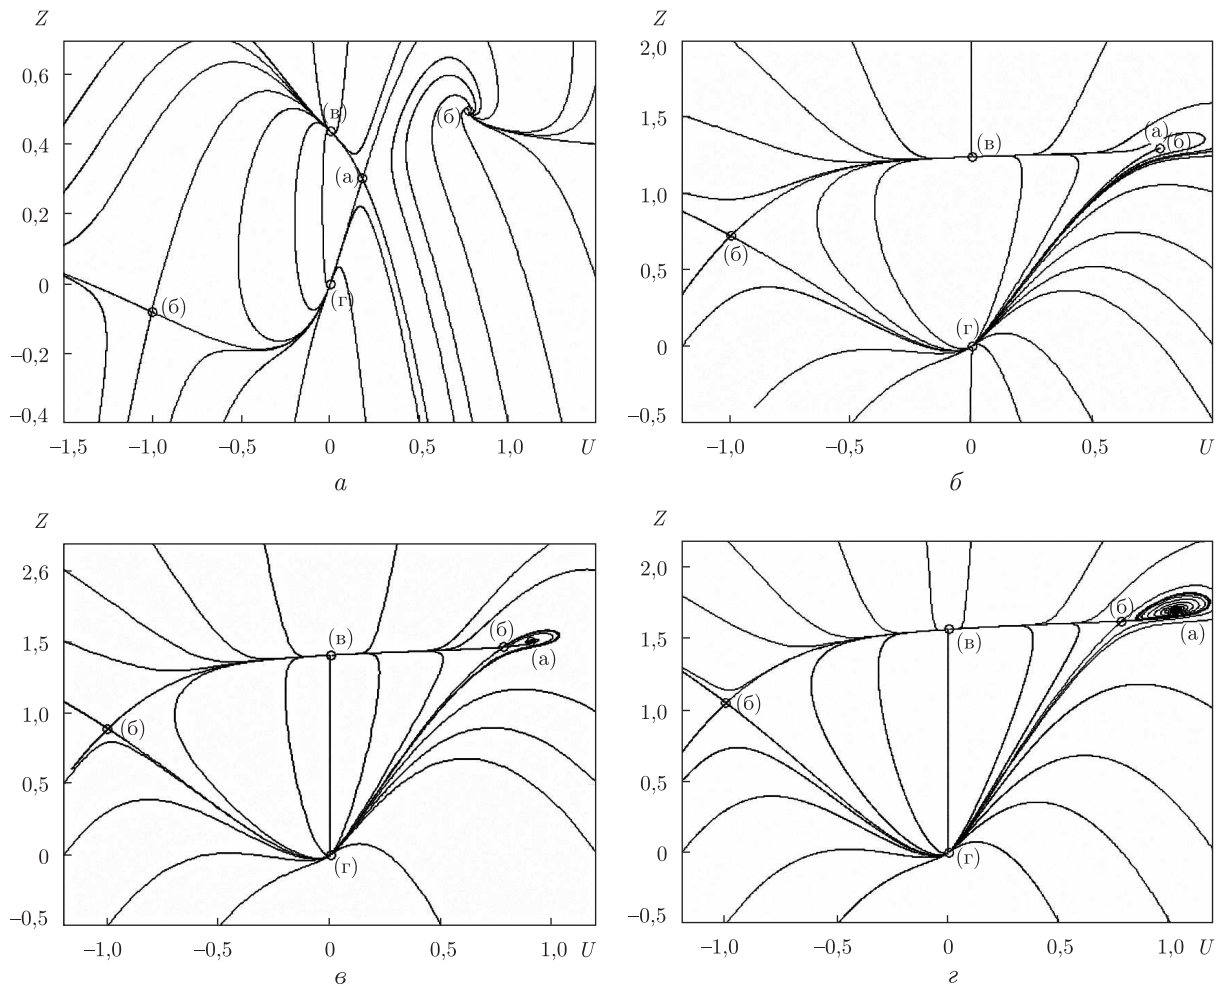 Z
0,6
0,4
0,2
0
–0,2
–0,4
(в)
(а)
(б)
(б)
(г)
–1,5 –1,0 –0,5 0 0,5 1,0 U
а
Z
2,0
1,5
1,0
0,5
0
–0,5
(в)
(а)
(б)
(б)
(г)
–1,0 –0,5 0 0,5 U
б
Z
2.6
1,5
1,0
0,5
0
–0,5
(в)
(б)
(а)
(б)
(г)
–1,0 –0,5 0 0,5 1,0 U
в
Z
2,0
1,5
1,0
0,5
0
–0,5
(б)
(в)
(а)
(б)
(г)
–1,0 –0,5 0 0,5 1,0 U
г